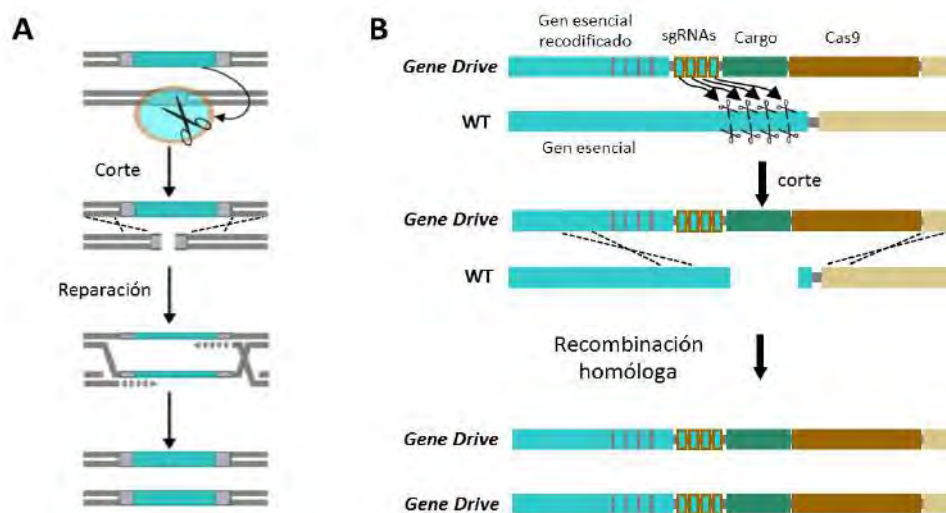 A
Corte
Reparación
B
Gen esencial
recodificado
sgRNAs
Cargo
Cas9
Gene Drive
WT
Gen esencial
corte
Gene Drive
WT
Recombinación
homóloga
Gene Drive
Gene Drive